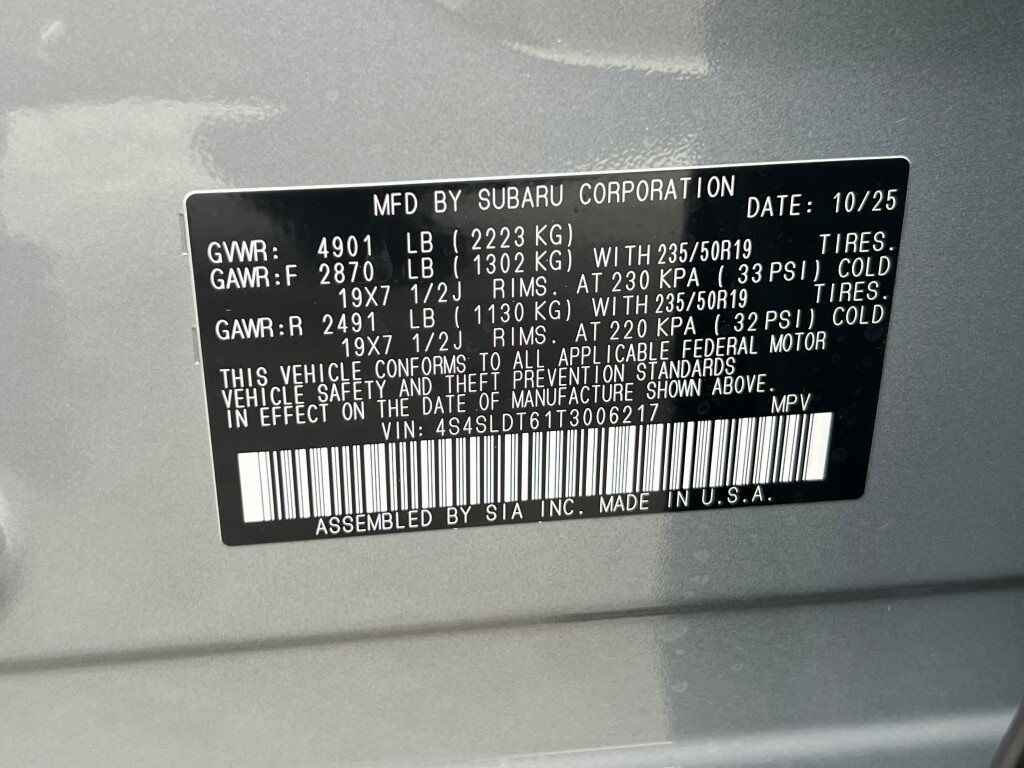 MFD BY SUBARU CORPORATION DATE: 10/25
GVWR: 4901 LB ( 2223 KG)
GAWR:F 2870 LB ( 1302 KG) WITH 235/50R19 TIRES.
19X7 1/2J RIMS. AT 230 KPA ( 33 PSI) COLD
GAWR:R 2491 LB ( 1130 KG) WITH 235/50R19 TIRES.
19X7 1/2J RIMS. AT 220 KPA ( 32 PSI) COLD
THIS VEHICLE CONFORMS TO ALL APPLICABLE FEDERAL MOTOR
VEHICLE SAFETY AND THEFT PREVENTION STANDARDS
IN EFFECT ON THE DATE OF MANUFACTURE SHOWN ABOVE.
VIN: 4S4SLDT61T3006217 MPV
ASSEMBLED BY SIA INC. MADE IN U.S.A.